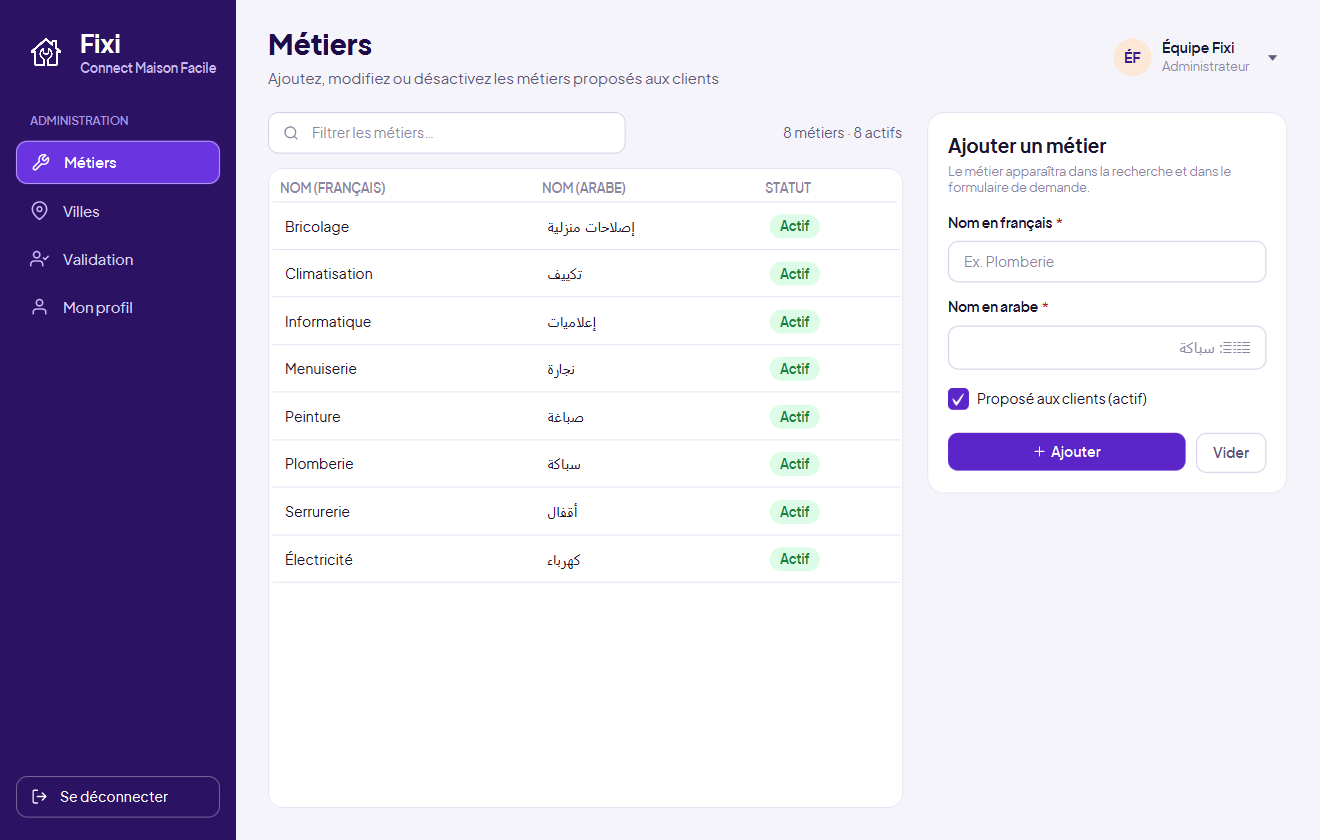 Fixi
Connect Maison Facile
ADMINISTRATION
Métiers
Villes
Validation
Mon profil
Se déconnecter
Métiers
Ajoutez, modifiez ou désactivez les métiers proposés aux clients
ÉF
Équipe Fixi
Administrateur
Filtrer les métiers...
8 métiers · 8 actifs
NOM (FRANÇAIS) NOM (ARABE) STATUT
Bricolage إصلاحات منزلية Actif
Climatisation تكييف Actif
Informatique إعلاميات Actif
Menuiserie نجارة Actif
Peinture صباغة Actif
Plomberie سباكة Actif
Serrurerie أقفال Actif
Électricité كهرباء Actif
Ajouter un métier
Le métier apparaîtra dans la recherche et dans le
formulaire de demande.
Nom en français *
Ex. Plomberie
Nom en arabe *
: سباكة
Proposé aux clients (actif)
+ Ajouter
Vider